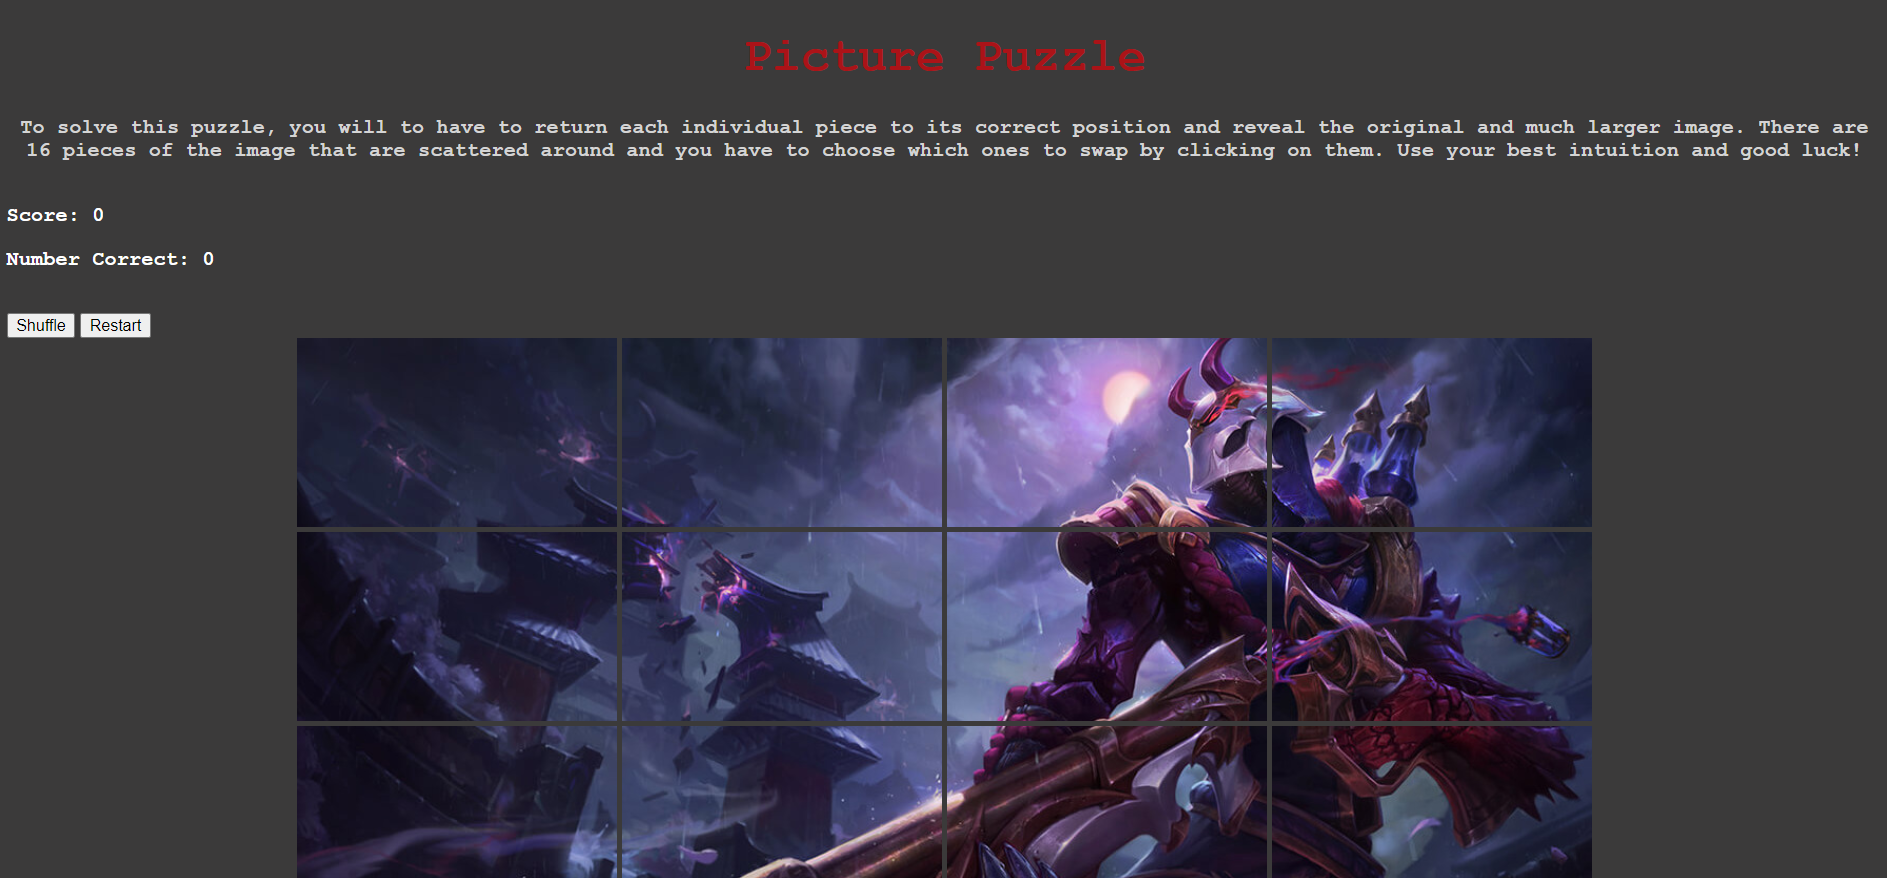 Picture Puzzle
To solve this puzzle, you will to have to return each individual piece to its correct position and reveal the original and much larger image. There are
16 pieces of the image that are scattered around and you have to choose which ones to swap by clicking on them. Use your best intuition and good luck!
Score: 0
Number Correct: 0
Shuffle Restart